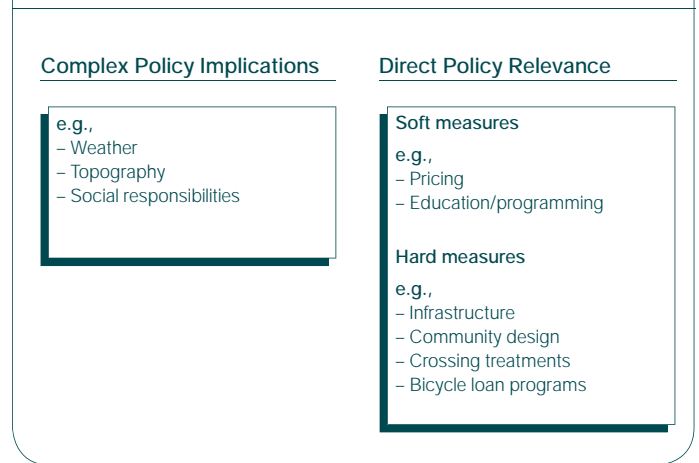 Complex Policy Implications
e.g.,
– Weather
– Topography
– Social responsibilities
Direct Policy Relevance
Soft measures
e.g.,
– Pricing
– Education/programming
Hard measures
e.g.,
– Infrastructure
– Community design
– Crossing treatments
– Bicycle loan programs